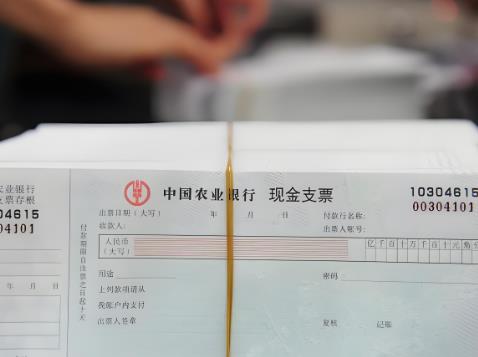 农业银行
支票存根
04615
04101
年 月 日
付款期限自出票之日起十天
中国农业银行 现金支票
10304615
00304101
出票日期(大写) 年 月 日 付款行名称:
收款人: 出票人账号:
人民币
(大写)
亿千百十万千百十元角分
用途 密码
上列款项请从
我账户内支付
出票人签章 复核 记账